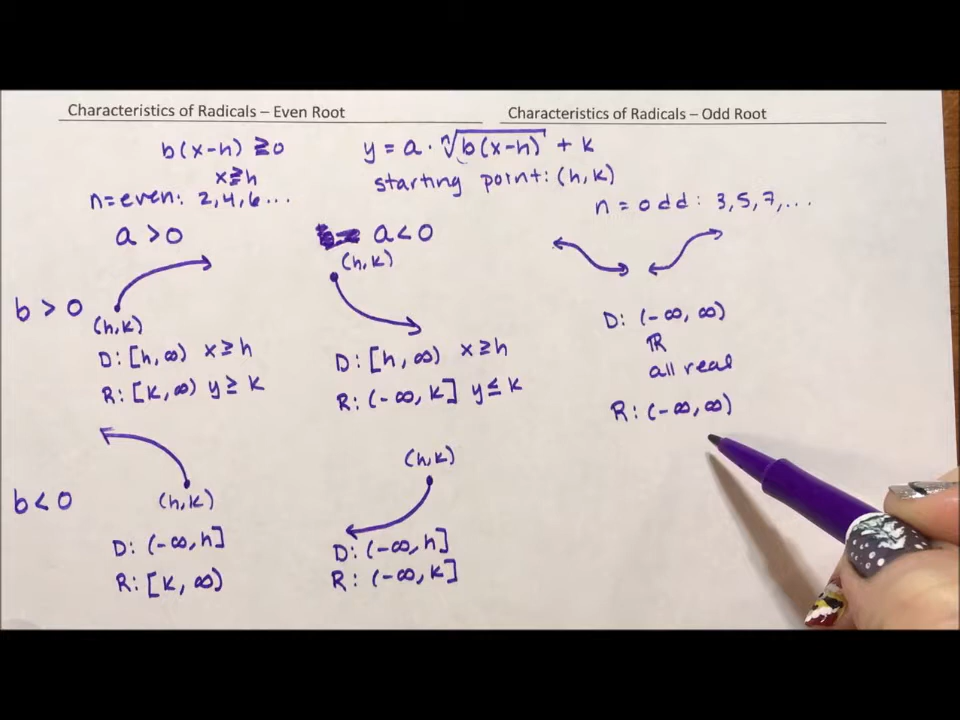 Characteristics of Radicals – Even Root
Characteristics of Radicals – Odd Root
b(x-h) ≥0
x≥h
y = a · ⁿ√b(x-h) + k
starting point: (h,k)
n=even: 2,4,6...
n = odd: 3,5,7,...
a >0
a<0
b > 0
(h,k)
D: [h,∞) x≥h
R: [k,∞) y≥ k
(h,k)
D: [h,∞) x≥h
R: (-∞, k] y≤k
D: (-∞, ∞)
ℝ
all real
R: (-∞,∞)
b< 0
(h,k)
D: (-∞,h]
R: [k, ∞)
(h,k)
D: (-∞,h]
R: (-∞,k]